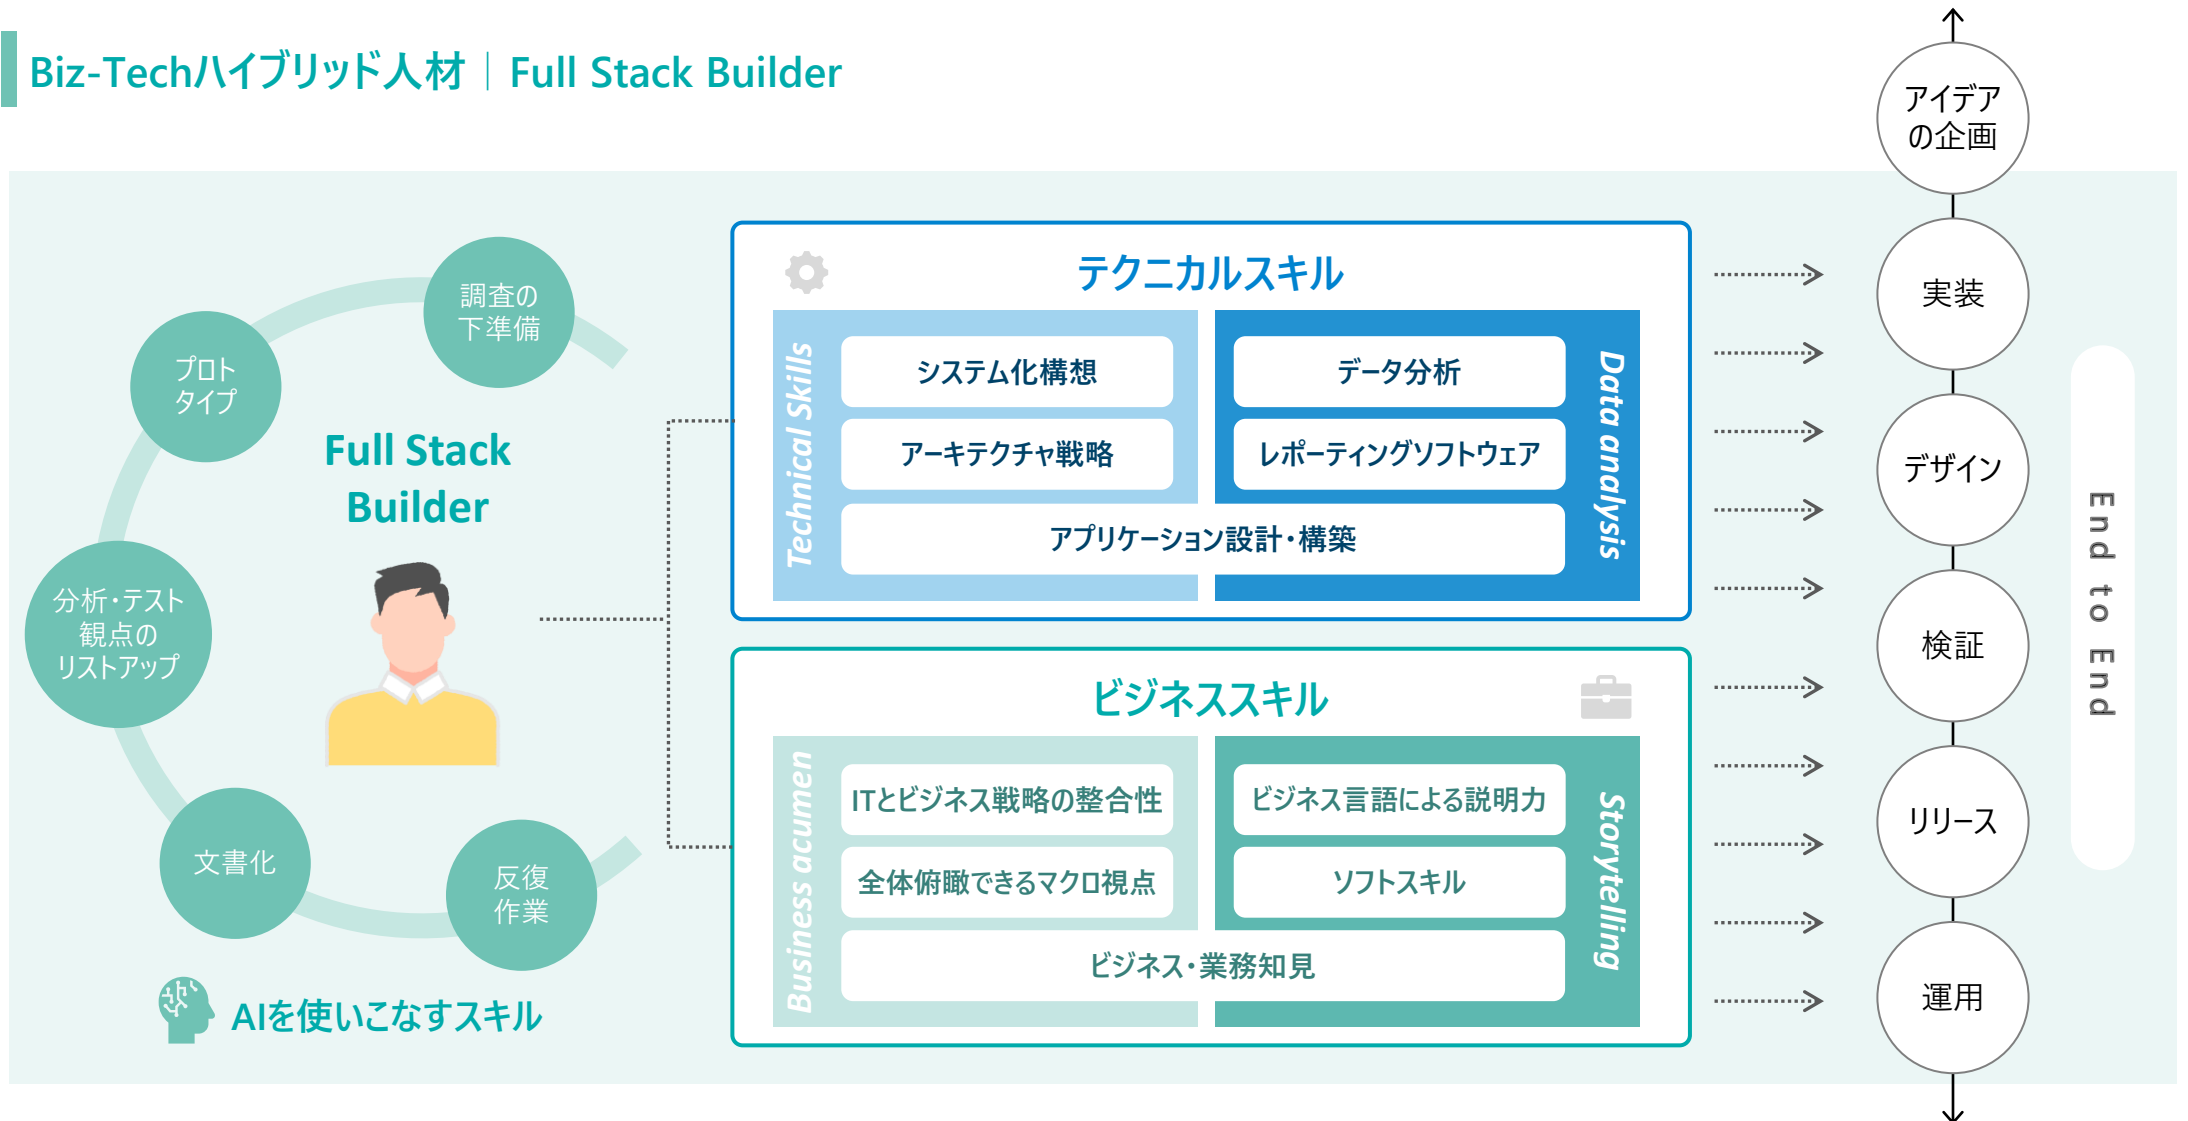 Biz-Techハイブリッド人材｜Full Stack Builder
調査の
下準備
プロト
タイプ
分析・テスト
観点の
リストアップ
文書化
反復
作業
Full Stack
Builder
AIを使いこなすスキル
テクニカルスキル
Technical Skills
システム化構想
アーキテクチャ戦略
データ分析
レポーティングソフトウェア
アプリケーション設計・構築
Data analysis
ビジネススキル
Business acumen
ITとビジネス戦略の整合性
全体俯瞰できるマクロ視点
ビジネス言語による説明力
ソフトスキル
ビジネス・業務知見
Storytelling
アイデア
の企画
実装
デザイン
検証
リリース
運用
End to End